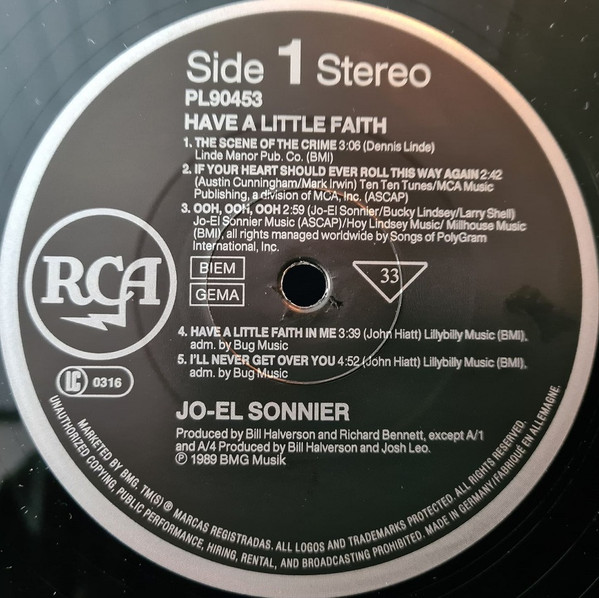 Side 1 Stereo
PL90453
HAVE A LITTLE FAITH
1. THE SCENE OF THE CRIME 3:06 (Dennis Linde)
Linde Manor Pub. Co. (BMI)
2. IF YOUR HEART SHOULD EVER ROLL THIS WAY AGAIN 2:42
(Austin Cunningham/Mark Irwin) Ten Ten Tunes/MCA Music
Publishing, a division of MCA, Inc. (ASCAP)
3. OOH, OOH, OOH 2:59 (Jo-El Sonnier/Bucky Lindsey/Larry Shell)
Jo-El Sonnier Music (ASCAP)/Hoy Lindsey Music/ Millhouse Music
(BMI), all rights managed worldwide by Songs of PolyGram
International, Inc.
RCA
BIEM
GEMA
33
4. HAVE A LITTLE FAITH IN ME 3:39 (John Hiatt) Lillybilly Music (BMI),
adm. by Bug Music
5. I'LL NEVER GET OVER YOU 4:52 (John Hiatt) Lillybilly Music (BMI),
adm. by Bug Music
LC 0316
JO-EL SONNIER
Produced by Bill Halverson and Richard Bennett, except A/1
and A/4 Produced by Bill Halverson and Josh Leo.
℗ 1989 BMG Musik
MARKETED BY BMG. TM(S) ® MARCAS REGISTRADAS. ALL LOGOS AND TRADEMARKS PROTECTED. ALL RIGHTS RESERVED.
UNAUTHORIZED COPYING, PUBLIC PERFORMANCE, HIRING, RENTAL, AND BROADCASTING PROHIBITED. MADE IN GERMANY/FABRIQUÉ EN ALLEMAGNE.